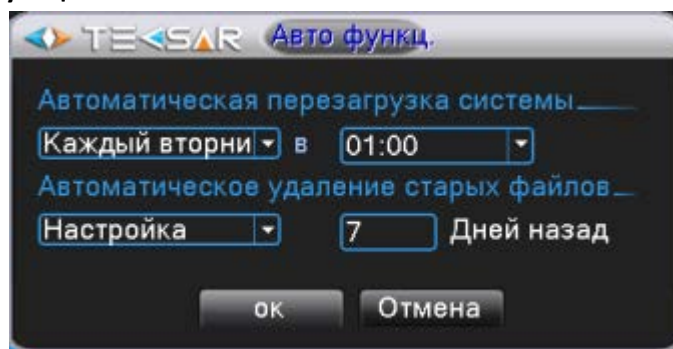 TECSAR Авто функц.
Автоматическая перезагрузка системы
Каждый вторни в 01:00
Автоматическое удаление старых файлов
Настройка 7 Дней назад
ок Отмена